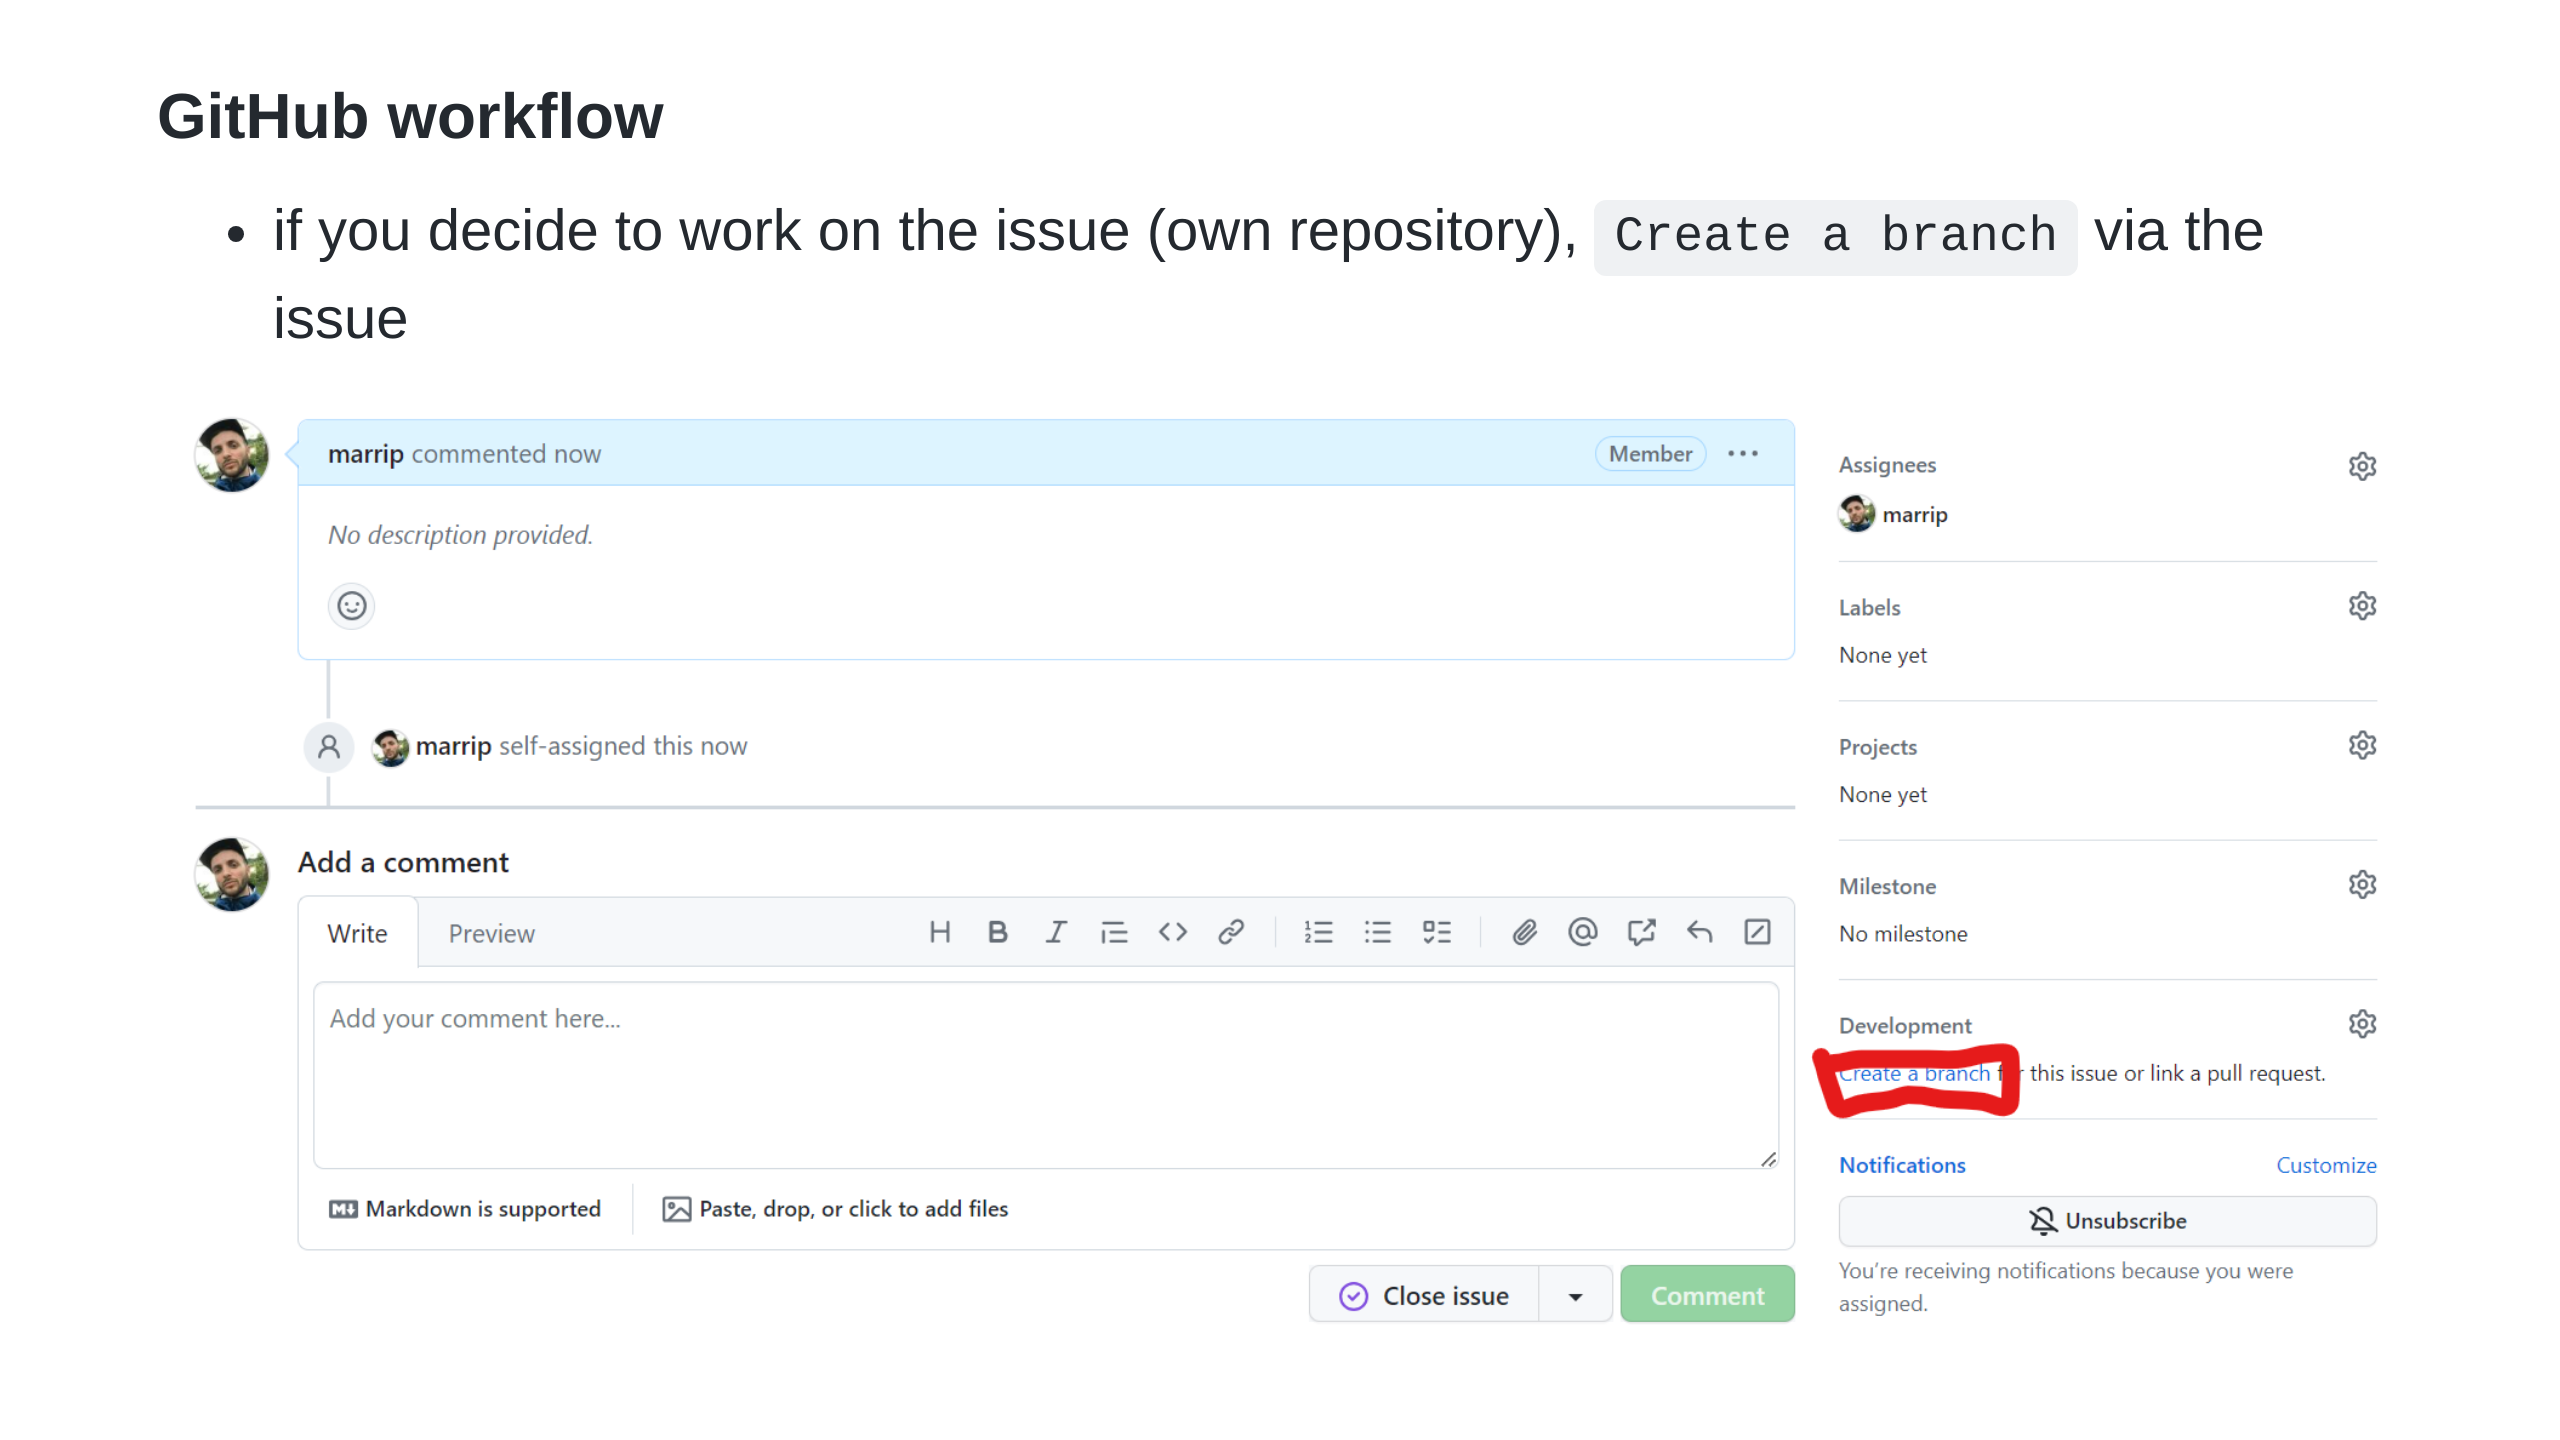 GitHub workflow
• if you decide to work on the issue (own repository), Create a branch via the
issue
marrip commented now
Member
No description provided.
marrip self-assigned this now
Add a comment
Write
Preview
Add your comment here...
Markdown is supported
Paste, drop, or click to add files
Close issue
Comment
Assignees
marrip
Labels
None yet
Projects
None yet
Milestone
No milestone
Development
Create a branch for this issue or link a pull request.
Notifications
Customize
Unsubscribe
You're receiving notifications because you were
assigned.